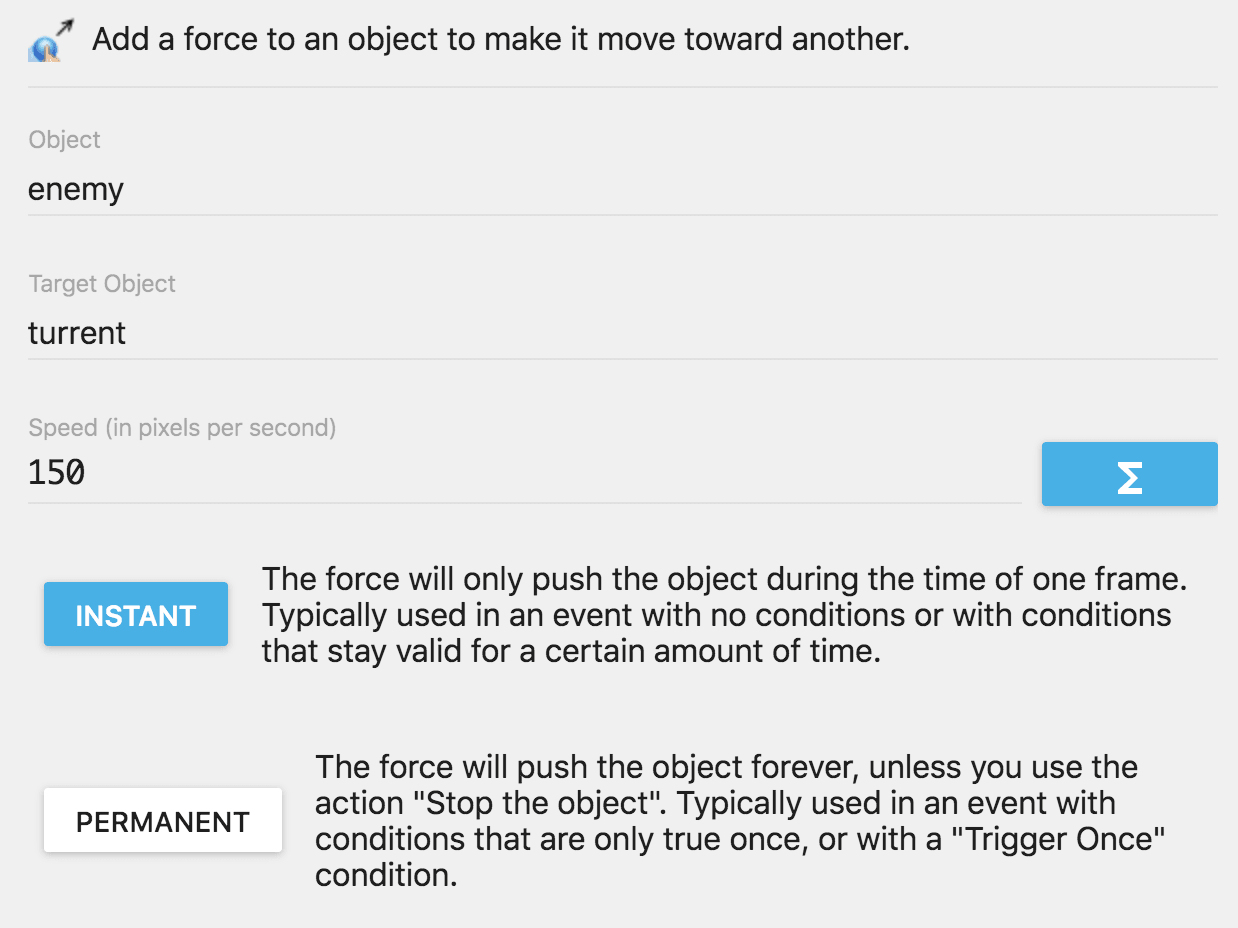 Add a force to an object to make it move toward another.
Object
enemy
Target Object
turrent
Speed (in pixels per second)
150
Σ
INSTANT
The force will only push the object during the time of one frame.
Typically used in an event with no conditions or with conditions
that stay valid for a certain amount of time.
PERMANENT
The force will push the object forever, unless you use the
action "Stop the object". Typically used in an event with
conditions that are only true once, or with a "Trigger Once"
condition.